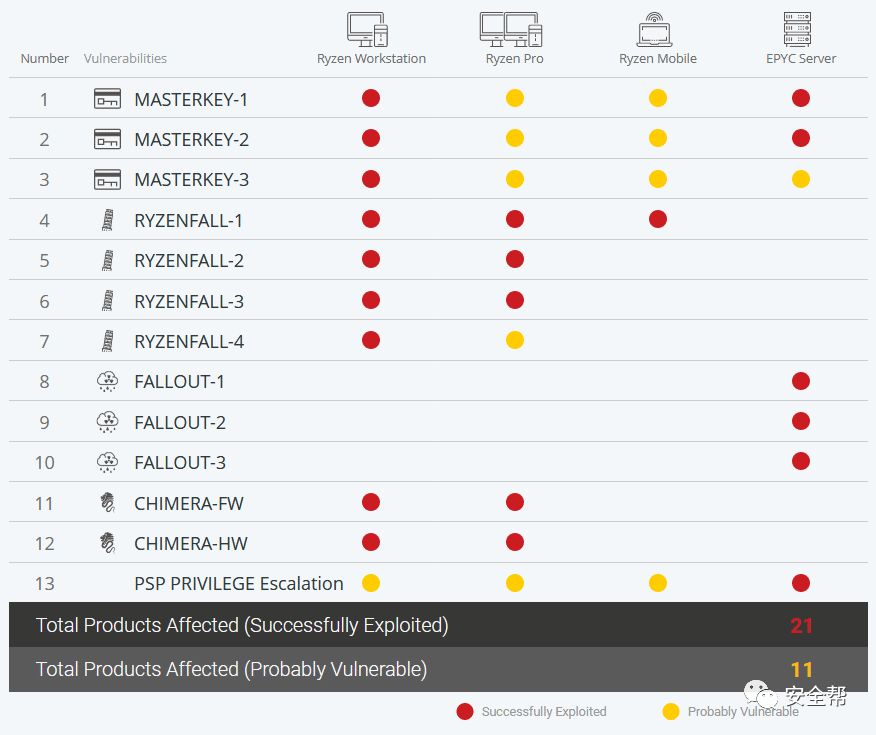 Number Vulnerabilities Ryzen Workstation Ryzen Pro Ryzen Mobile EPYC Server
1 MASTERKEY-1
2 MASTERKEY-2
3 MASTERKEY-3
4 RYZENFALL-1
5 RYZENFALL-2
6 RYZENFALL-3
7 RYZENFALL-4
8 FALLOUT-1
9 FALLOUT-2
10 FALLOUT-3
11 CHIMERA-FW
12 CHIMERA-HW
13 PSP PRIVILEGE Escalation
Total Products Affected (Successfully Exploited) 21
Total Products Affected (Probably Vulnerable) 11
安全帮
Successfully Exploited Probably Vulnerable